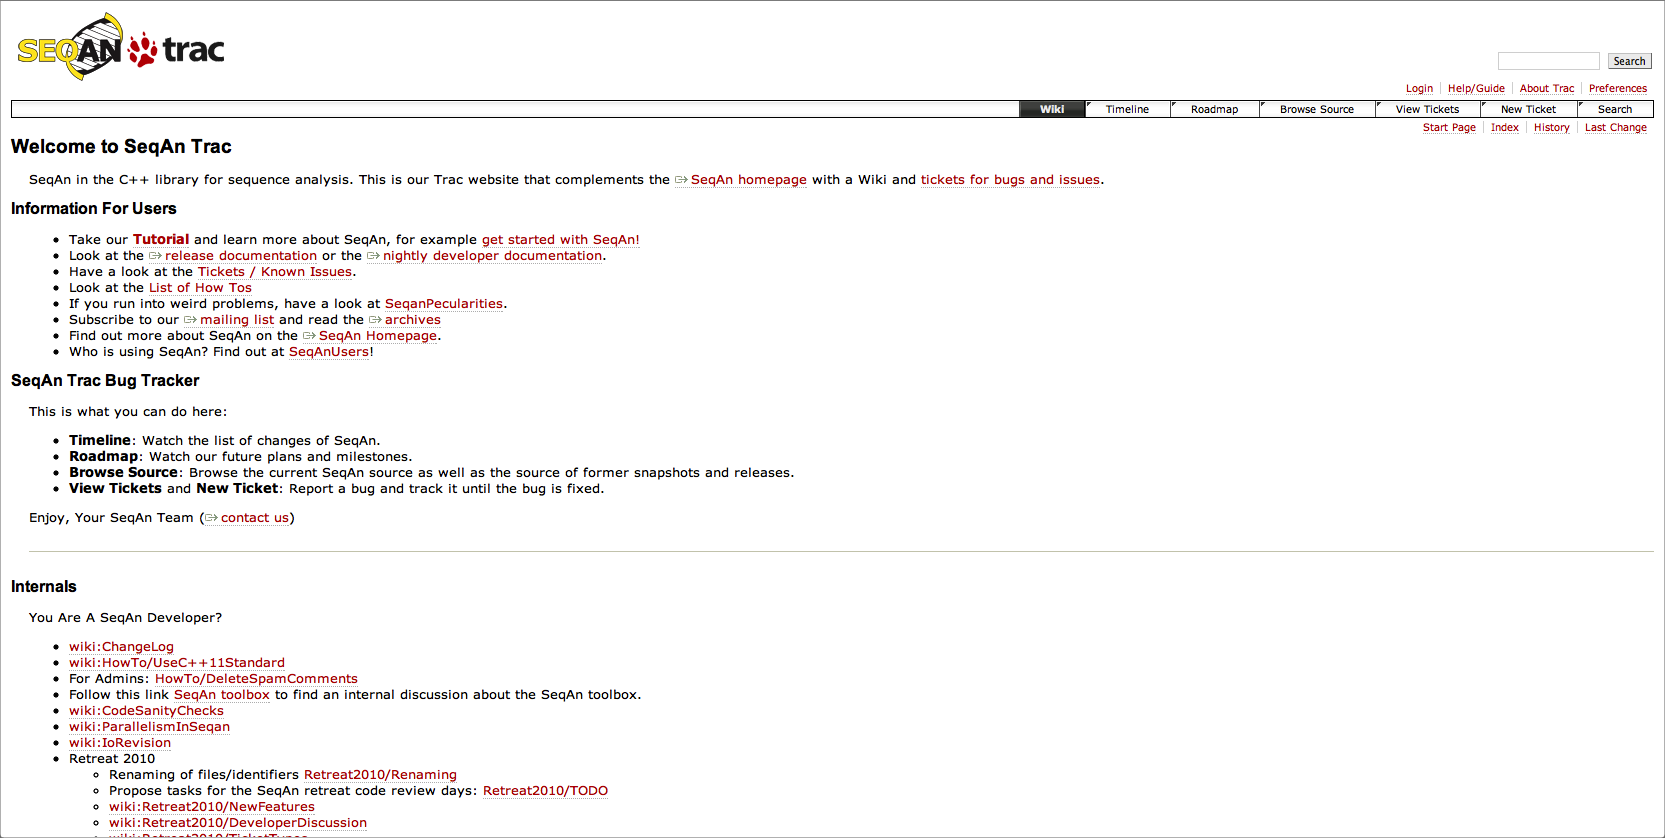 SEQAN trac
Search
Login Help/Guide About Trac Preferences
Wiki Timeline Roadmap Browse Source View Tickets New Ticket Search
Start Page Index History Last Change
Welcome to SeqAn Trac
SeqAn in the C++ library for sequence analysis. This is our Trac website that complements the SeqAn homepage with a Wiki and tickets for bugs and issues.
Information For Users
Take our Tutorial and learn more about SeqAn, for example get started with SeqAn!
Look at the release documentation or the nightly developer documentation.
Have a look at the Tickets / Known Issues.
Look at the List of How Tos
If you run into weird problems, have a look at SeqanPecularities.
Subscribe to our mailing list and read the archives
Find out more about SeqAn on the SeqAn Homepage.
Who is using SeqAn? Find out at SeqAnUsers!
SeqAn Trac Bug Tracker
This is what you can do here:
Timeline: Watch the list of changes of SeqAn.
Roadmap: Watch our future plans and milestones.
Browse Source: Browse the current SeqAn source as well as the source of former snapshots and releases.
View Tickets and New Ticket: Report a bug and track it until the bug is fixed.
Enjoy, Your SeqAn Team (contact us)
Internals
You Are A SeqAn Developer?
wiki:ChangeLog
wiki:HowTo/UseC++11Standard
For Admins: HowTo/DeleteSpamComments
Follow this link SeqAn toolbox to find an internal discussion about the SeqAn toolbox.
wiki:CodeSanityChecks
wiki:ParallelismInSeqan
wiki:IoRevision
Retreat 2010
Renaming of files/identifiers Retreat2010/Renaming
Propose tasks for the SeqAn retreat code review days: Retreat2010/TODO
wiki:Retreat2010/NewFeatures
wiki:Retreat2010/DeveloperDiscussion
wiki:Retreat2010/TicketTypes